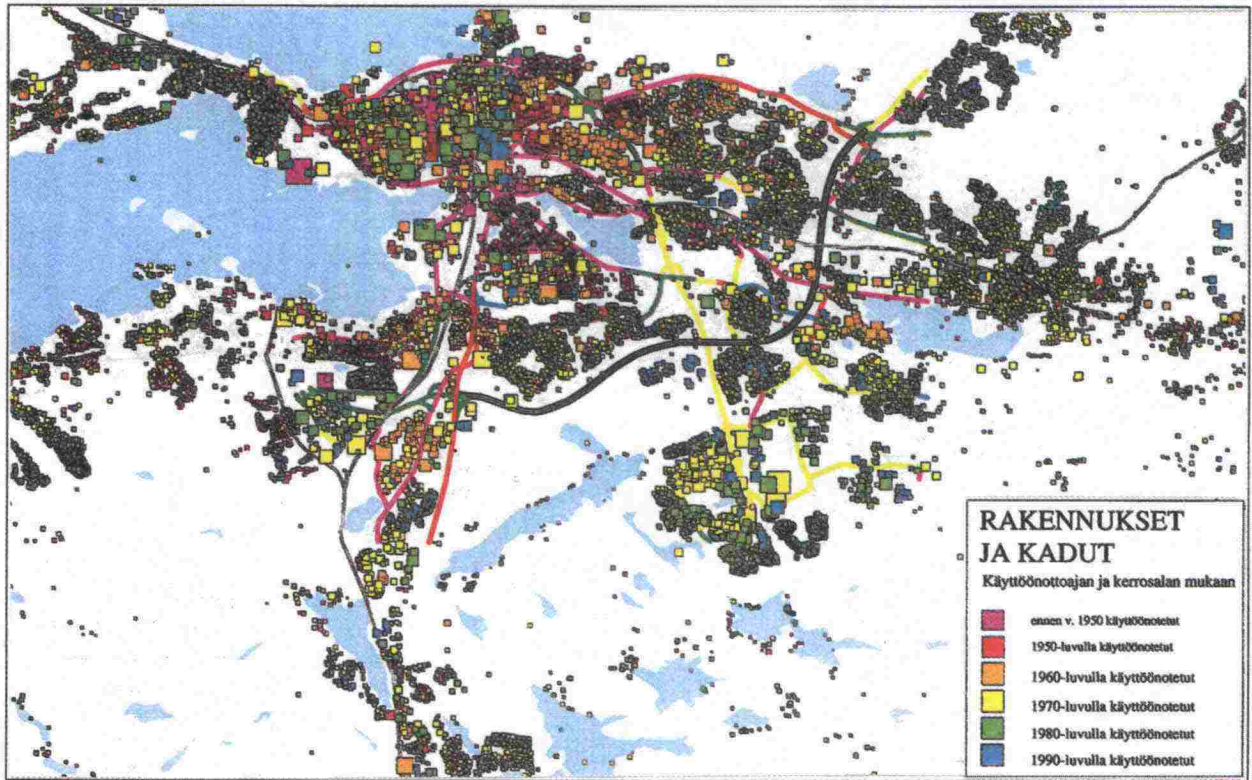 RAKENNUKSET
JA KADUT
Käyttöönottoajan ja kerrosalan mukaan
ennen v. 1950 käyttöönotetut
1950-luvulla käyttöönotetut
1960-luvulla käyttöönotetut
1970-luvulla käyttöönotetut
1980-luvulla käyttöönotetut
1990-luvulla käyttöönotetut